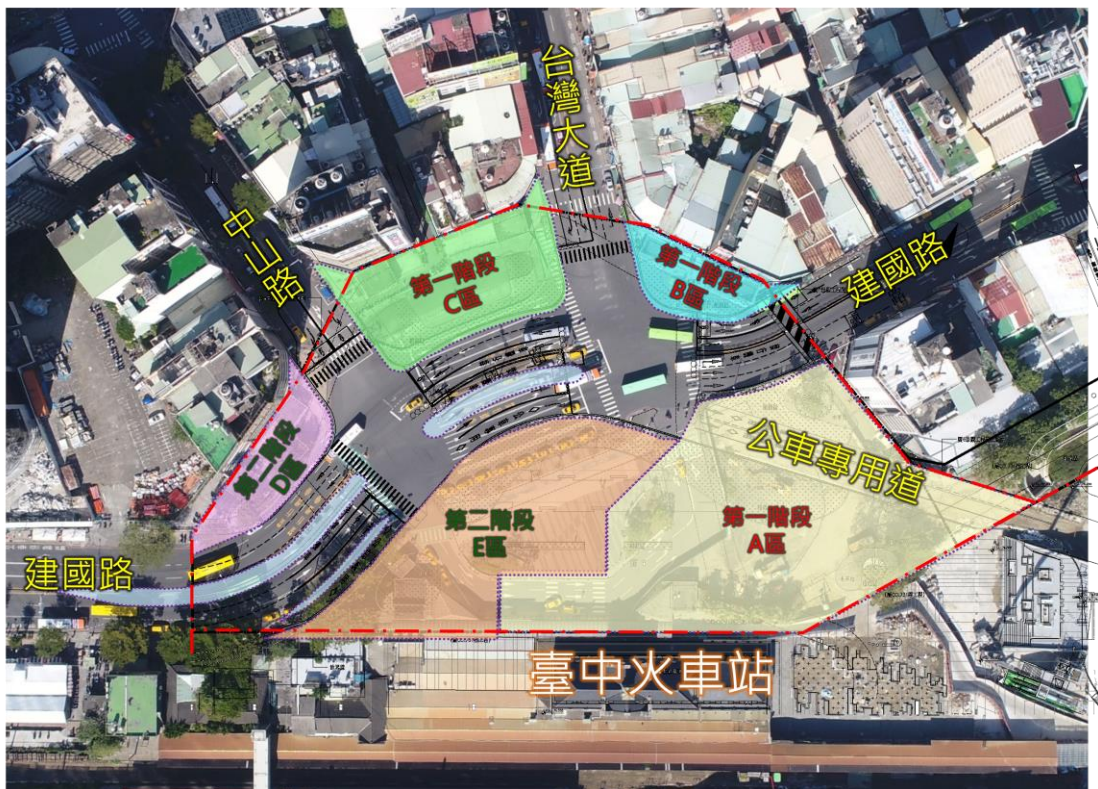 台灣大道
中山路
建國路
第一階段
C區
第一階段
B區
公車專用道
第二階段
D區
第二階段
E區
第一階段
A區
建國路
臺中火車站